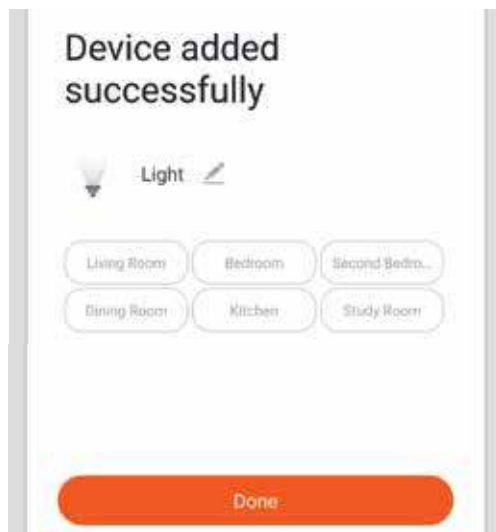 Device added
successfully
Light
Living Room Bedroom Second Bedro...
Dining Room Kitchen Study Room
Done